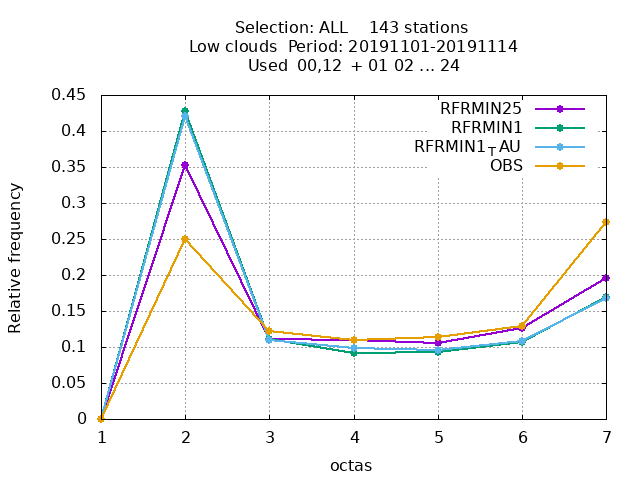 Selection: ALL    143 stations
Low clouds  Period: 20191101-20191114
Used  00,12  + 01 02 ... 24
RFRMIN25
RFRMIN1
RFRMIN1TAU
OBS
Relative frequency
0.45
0.4
0.35
0.3
0.25
0.2
0.15
0.1
0.05
0
1 2 3 4 5 6 7
octas